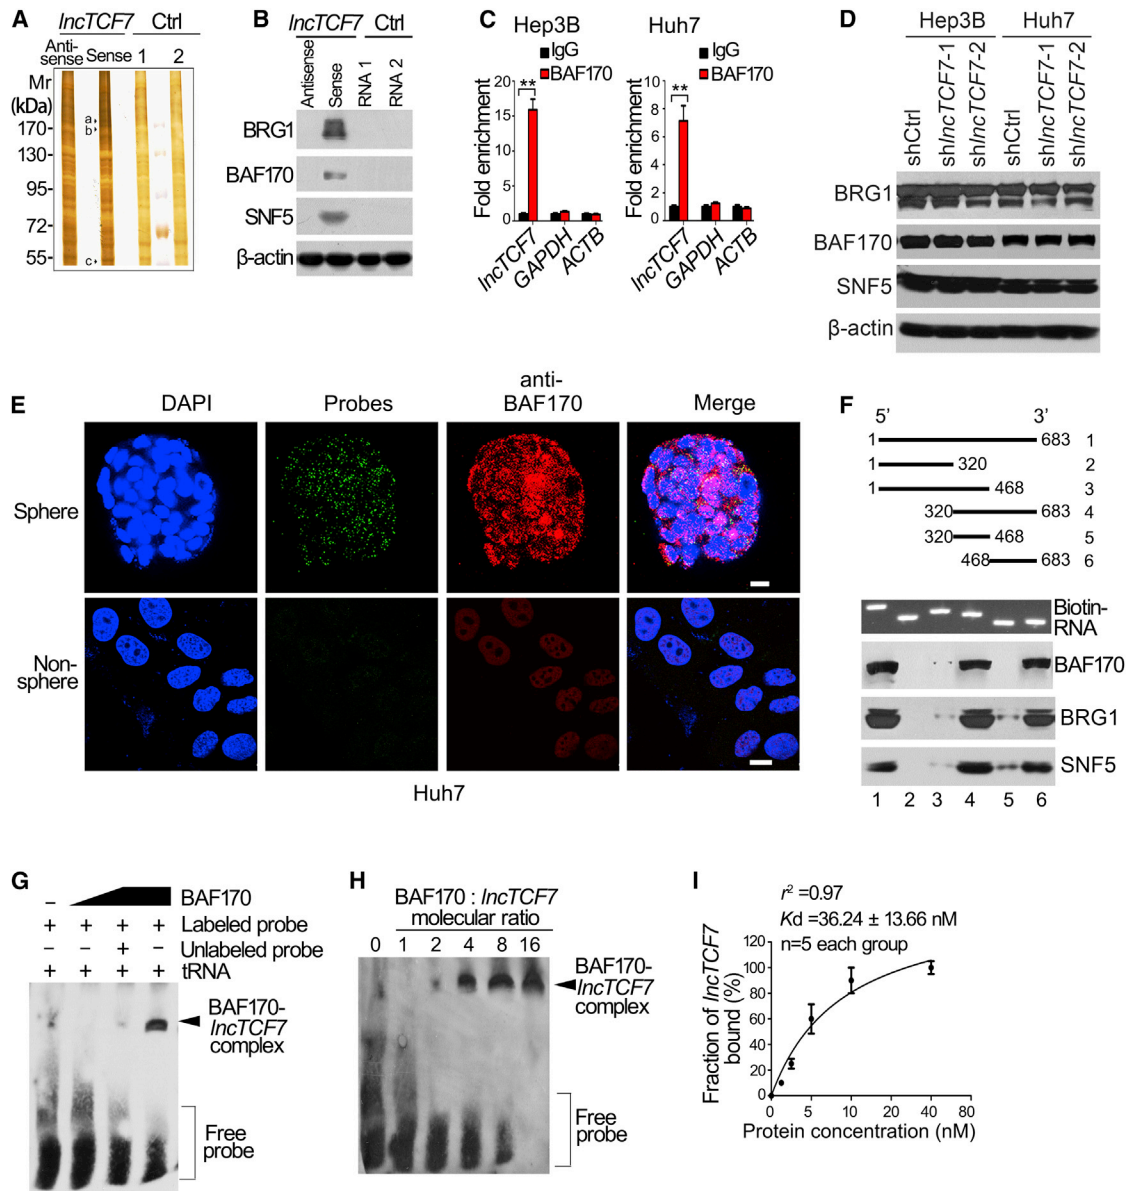 A
lncTCF7 Ctrl
Anti-
sense Sense 1 2
Mr
(kDa)
170-
130-
95-
72-
55-
a
b
c
B
lncTCF7 Ctrl
Antisense
Sense
RNA 1
RNA 2
BRG1
BAF170
SNF5
β-actin
C
Hep3B
IgG
BAF170
Fold enrichment
20
15
10
5
0
**
lncTCF7
GAPDH
ACTB
Huh7
IgG
BAF170
Fold enrichment
10
8
6
4
2
0
**
lncTCF7
GAPDH
ACTB
D
Hep3B Huh7
shCtrl
shlncTCF7-1
shlncTCF7-2
shCtrl
shlncTCF7-1
shlncTCF7-2
BRG1
BAF170
SNF5
β-actin
E
DAPI Probes anti-
BAF170 Merge
Sphere
Non-
sphere
Huh7
F
5’ 3’
1 683 1
1 320 2
1 468 3
320 683 4
320 468 5
468 683 6
Biotin-
RNA
BAF170
BRG1
SNF5
1 2 3 4 5 6
G
– BAF170
+ + + + Labeled probe
– – + – Unlabeled probe
+ + + + tRNA
BAF170-
lncTCF7
complex
Free
probe
H
BAF170 : lncTCF7
molecular ratio
0 1 2 4 8 16
BAF170-
lncTCF7
complex
Free
probe
I
r² =0.97
Kd =36.24 ± 13.66 nM
n=5 each group
Fraction of lncTCF7
bound (%)
120
100
80
60
40
20
0
0 5 10 20 40 80
Protein concentration (nM)